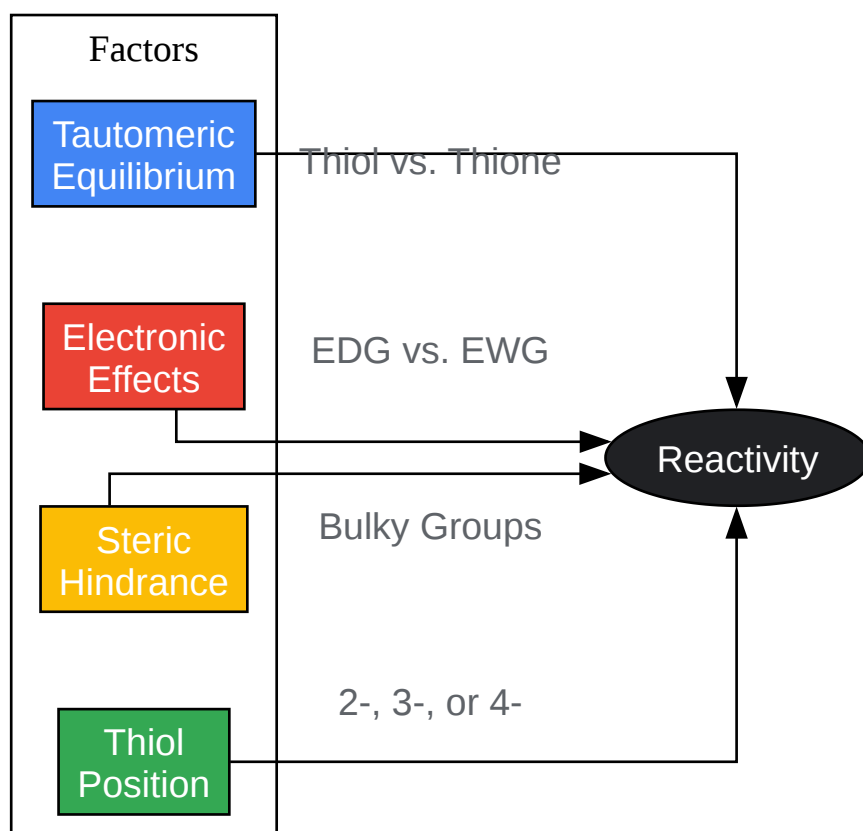 Factors
Tautomeric
Equilibrium
Thiol vs. Thione
Electronic
Effects
EDG vs. EWG
Reactivity
Steric
Hindrance
Bulky Groups
Thiol
Position
2-, 3-, or 4-